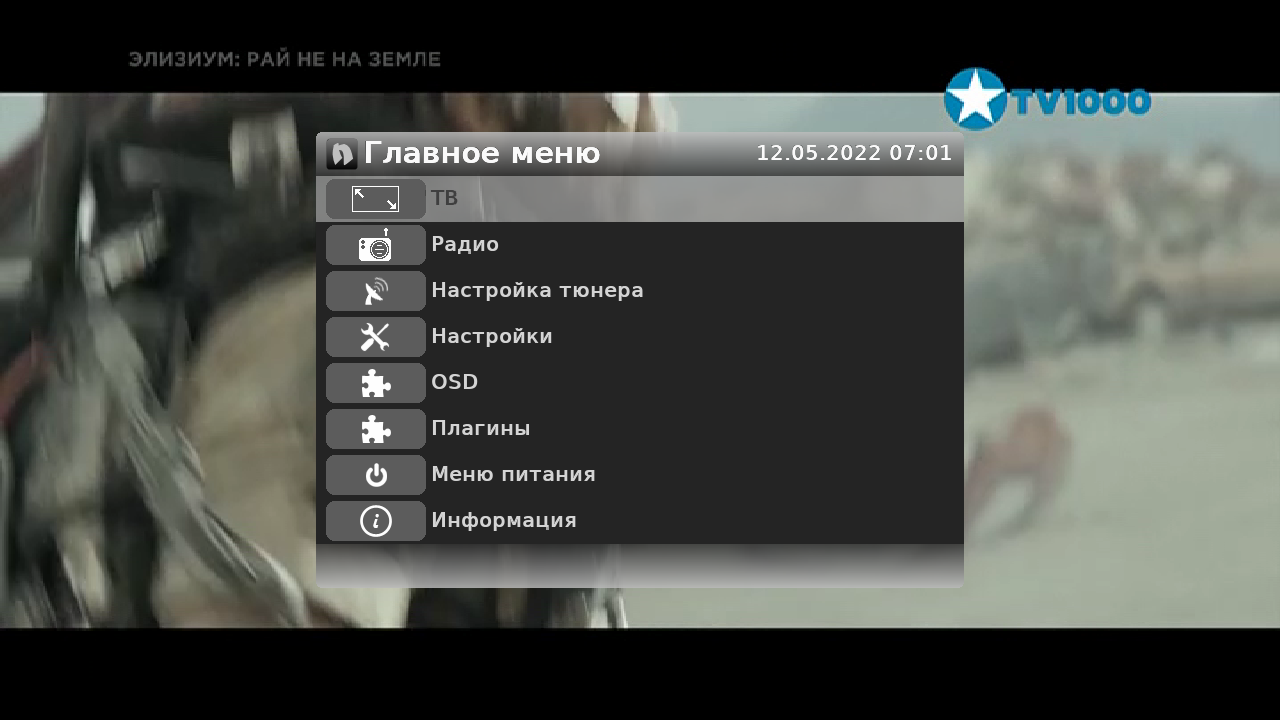 ЭЛИЗИУМ: РАЙ НЕ НА ЗЕМЛЕ
TV1000
Главное меню 12.05.2022 07:01
ТВ
Радио
Настройка тюнера
Настройки
OSD
Плагины
Меню питания
Информация